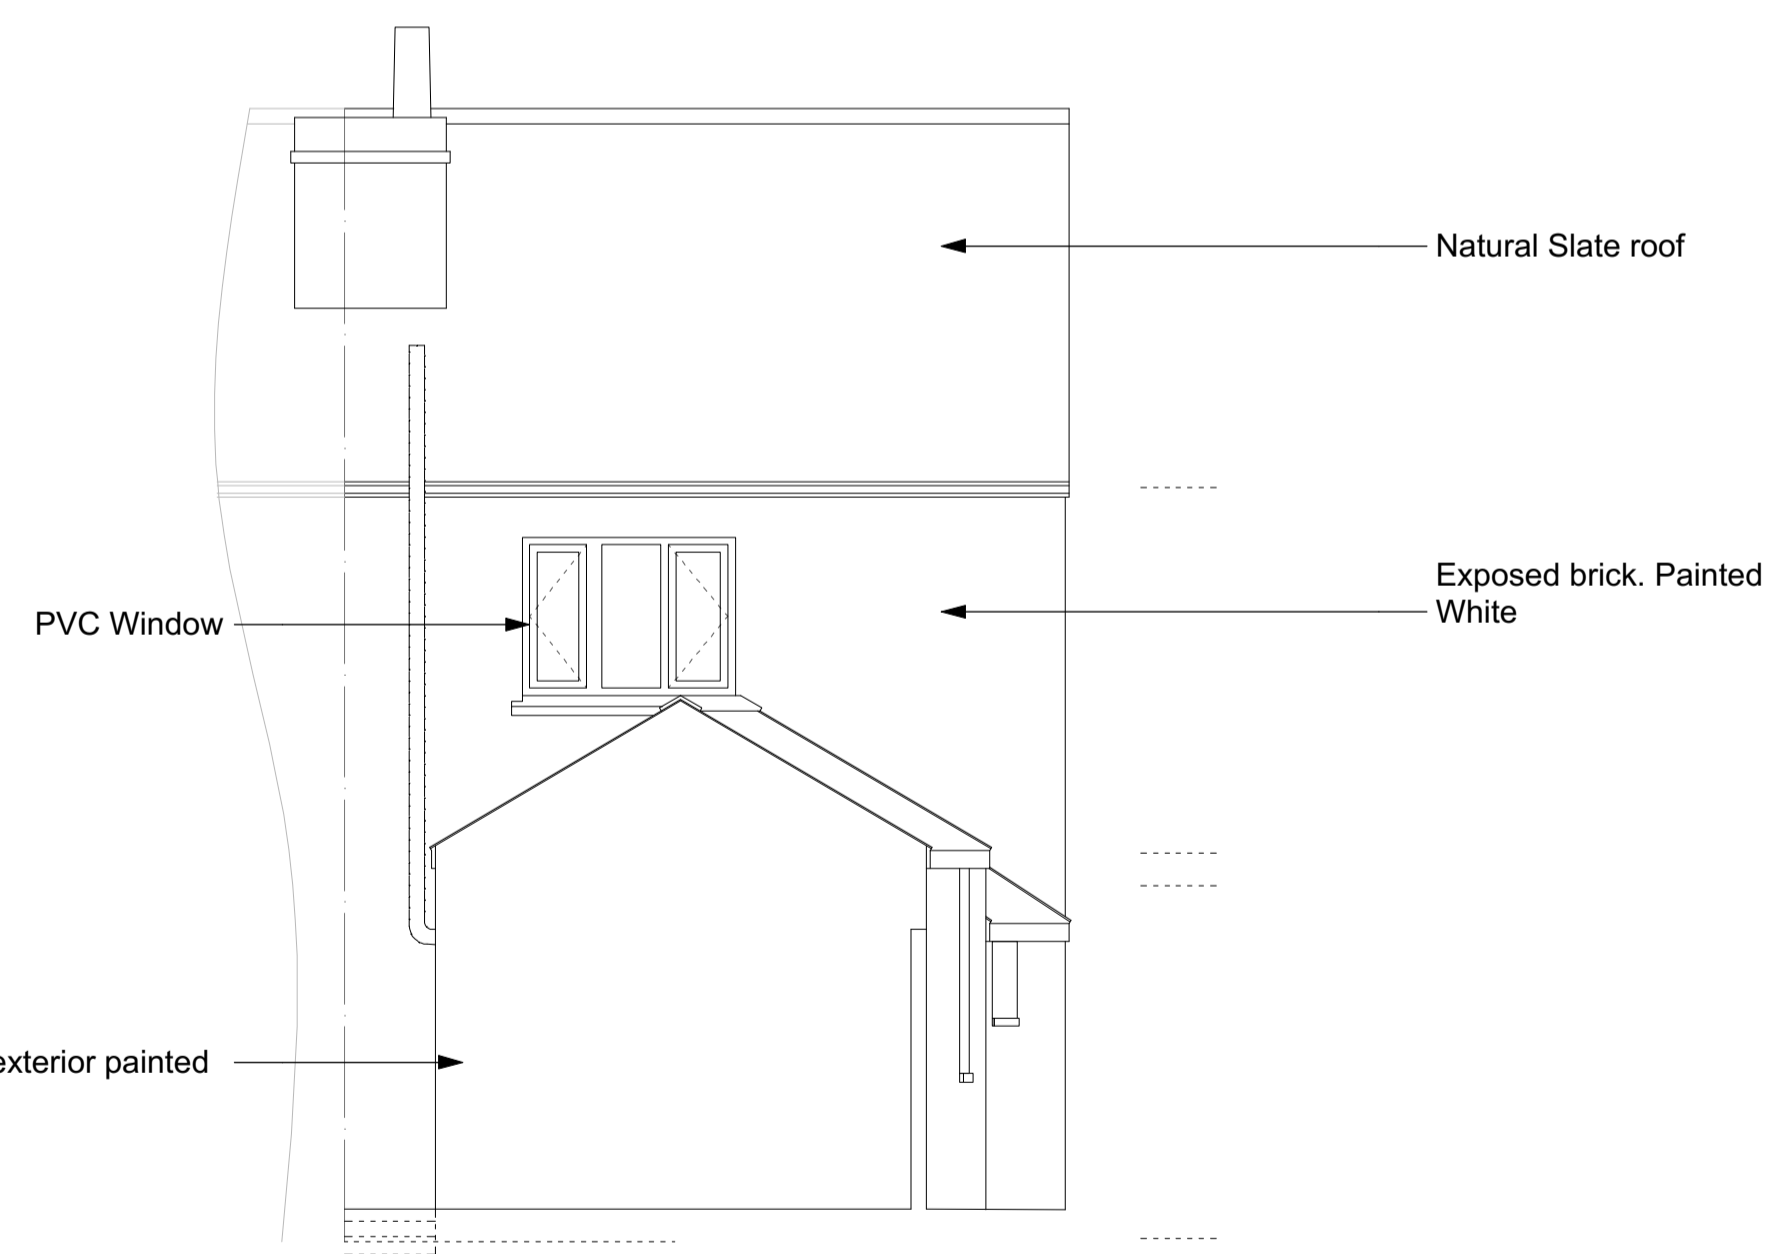 Natural Slate roof
Exposed brick. Painted
White
PVC Window
exterior painted